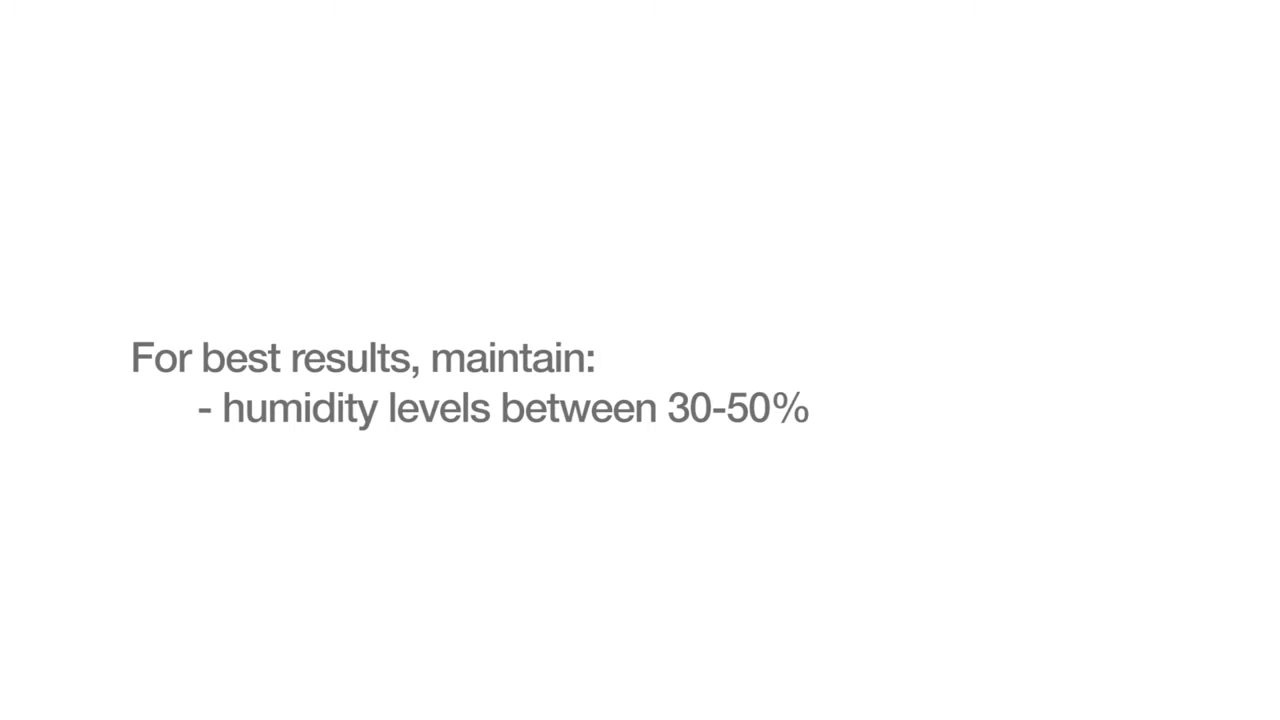 For best results, maintain:
- humidity levels between 30-50%